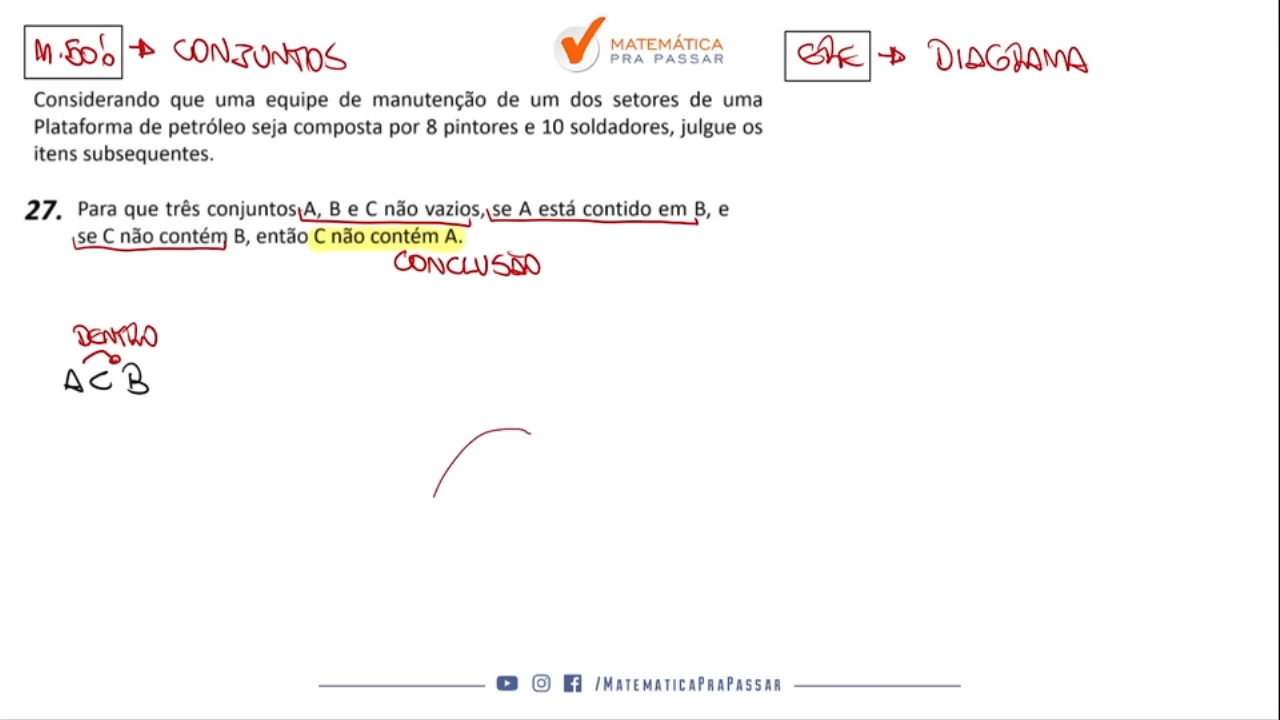 M.50% → CONJUNTOS
MATEMÁTICA
PRA PASSAR
→ DIAGRAMA
Considerando que uma equipe de manutenção de um dos setores de uma
Plataforma de petróleo seja composta por 8 pintores e 10 soldadores, julgue os
itens subsequentes.
27. Para que três conjuntos A, B e C não vazios, se A está contido em B, e
se C não contém B, então C não contém A.
CONCLUSÃO
DENTRO
A ⊂ B
/MATEMATICAPRAPASSAR